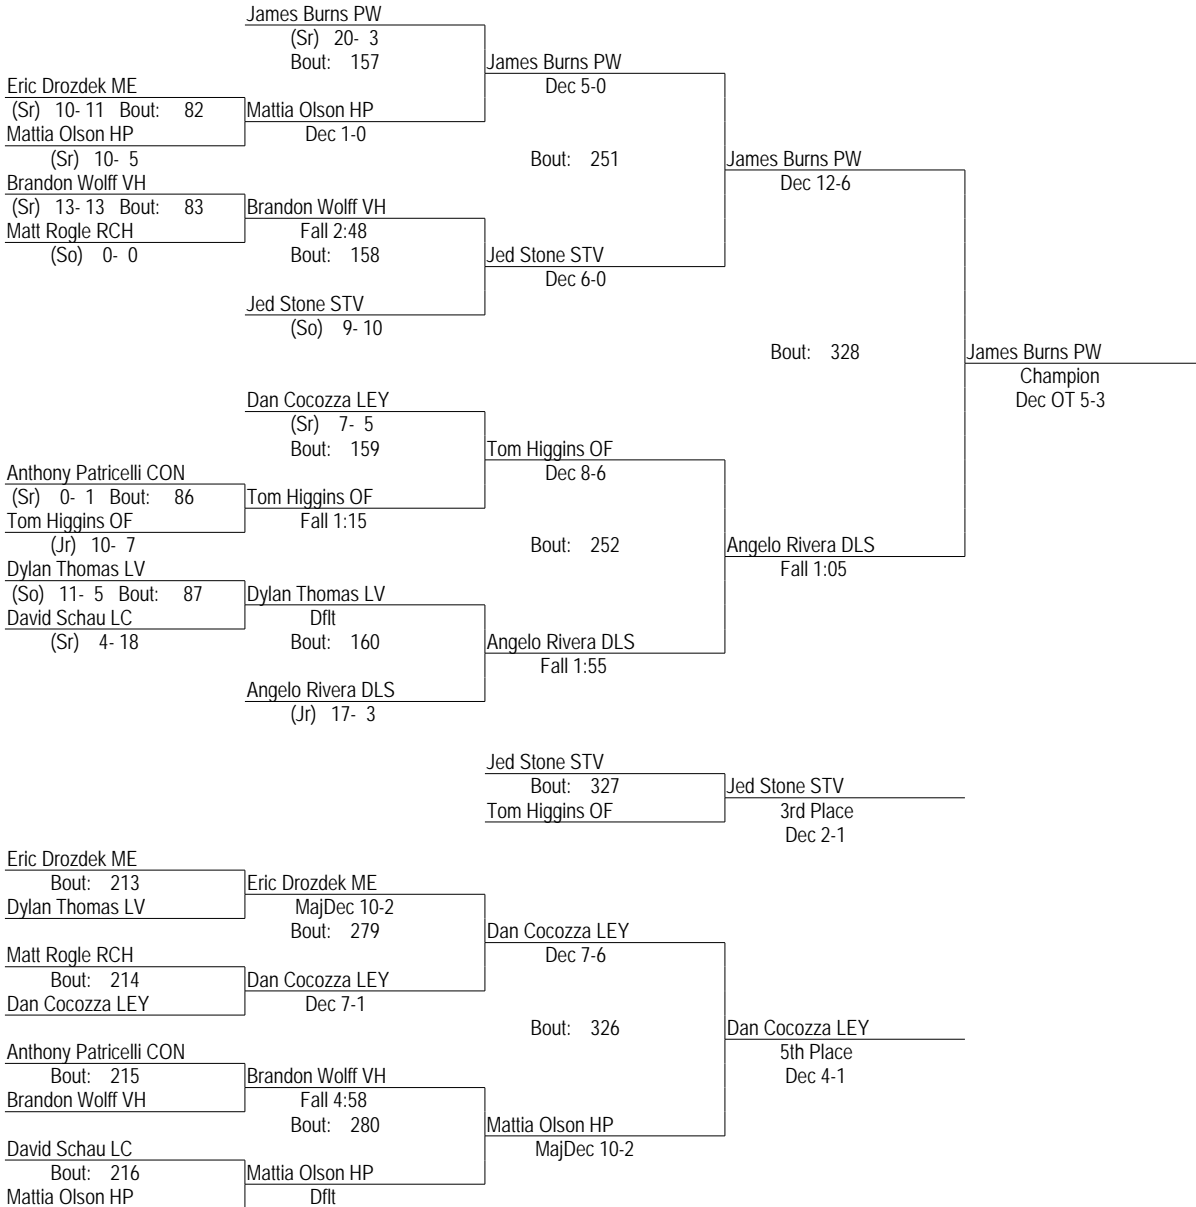 James Burns PW
(Sr) 20- 3
Bout: 157
James Burns PW
Dec 5-0
Eric Drozdek ME
(Sr) 10- 11 Bout: 82
Mattia Olson HP
Mattia Olson HP
Dec 1-0
(Sr) 10- 5
Bout: 251
James Burns PW
Dec 12-6
Brandon Wolff VH
(Sr) 13- 13 Bout: 83
Brandon Wolff VH
Matt Rogle RCH
Fall 2:48
(So) 0- 0
Bout: 158
Jed Stone STV
Dec 6-0
Jed Stone STV
(So) 9- 10
Bout: 328
James Burns PW
Champion
Dec OT 5-3
Dan Cocozza LEY
(Sr) 7- 5
Bout: 159
Tom Higgins OF
Dec 8-6
Anthony Patricelli CON
(Sr) 0- 1 Bout: 86
Tom Higgins OF
Tom Higgins OF
Fall 1:15
(Jr) 10- 7
Bout: 252
Angelo Rivera DLS
Fall 1:05
Dylan Thomas LV
(So) 11- 5 Bout: 87
Dylan Thomas LV
David Schau LC
Dflt
(Sr) 4- 18
Bout: 160
Angelo Rivera DLS
Fall 1:55
Angelo Rivera DLS
(Jr) 17- 3
Jed Stone STV
Bout: 327
Jed Stone STV
Tom Higgins OF
3rd Place
Dec 2-1
Eric Drozdek ME
Bout: 213
Eric Drozdek ME
Dylan Thomas LV
MajDec 10-2
Bout: 279
Dan Cocozza LEY
Dec 7-6
Matt Rogle RCH
Bout: 214
Dan Cocozza LEY
Dan Cocozza LEY
Dec 7-1
Bout: 326
Dan Cocozza LEY
5th Place
Dec 4-1
Anthony Patricelli CON
Bout: 215
Brandon Wolff VH
Brandon Wolff VH
Fall 4:58
Bout: 280
Mattia Olson HP
MajDec 10-2
David Schau LC
Bout: 216
Mattia Olson HP
Mattia Olson HP
Dflt